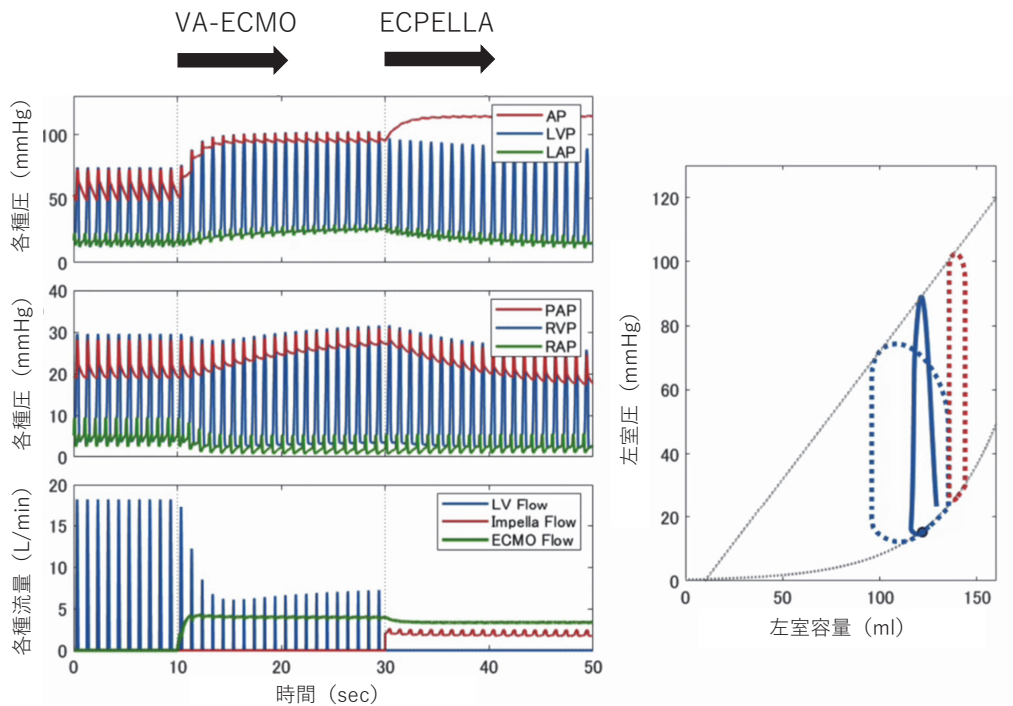 VA-ECMO
ECPELLA
各種圧 (mmHg)
100
50
0
AP
LVP
LAP
各種圧 (mmHg)
40
30
20
10
0
PAP
RVP
RAP
各種流量 (L/min)
20
15
10
5
0
LV Flow
Impella Flow
ECMO Flow
0
10
20
30
40
50
時間 (sec)
左室圧 (mmHg)
120
100
80
60
40
20
0
0
50
100
150
左室容量 (ml)